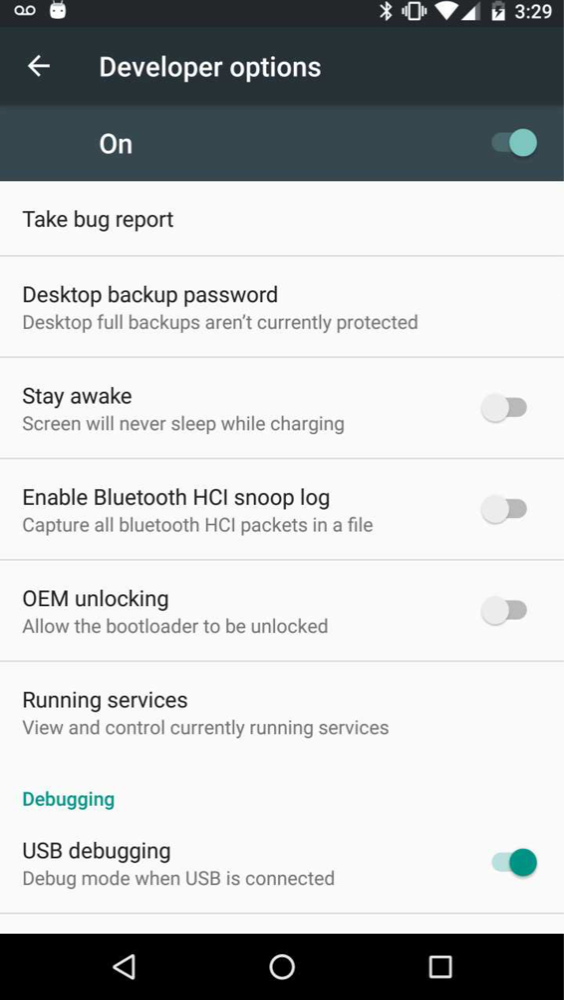 3:29
Developer options
On
Take bug report
Desktop backup password
Desktop full backups aren’t currently protected
Stay awake
Screen will never sleep while charging
Enable Bluetooth HCI snoop log
Capture all bluetooth HCI packets in a file
OEM unlocking
Allow the bootloader to be unlocked
Running services
View and control currently running services
Debugging
USB debugging
Debug mode when USB is connected